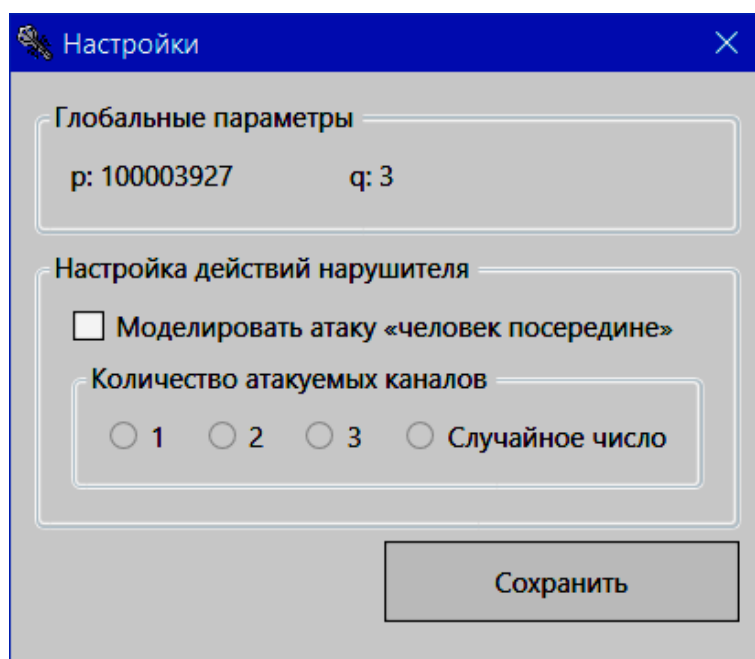 Настройки
Глобальные параметры
p: 100003927 q: 3
Настройка действий нарушителя
Моделировать атаку «человек посередине»
Количество атакуемых каналов
1 2 3 Случайное число
Сохранить